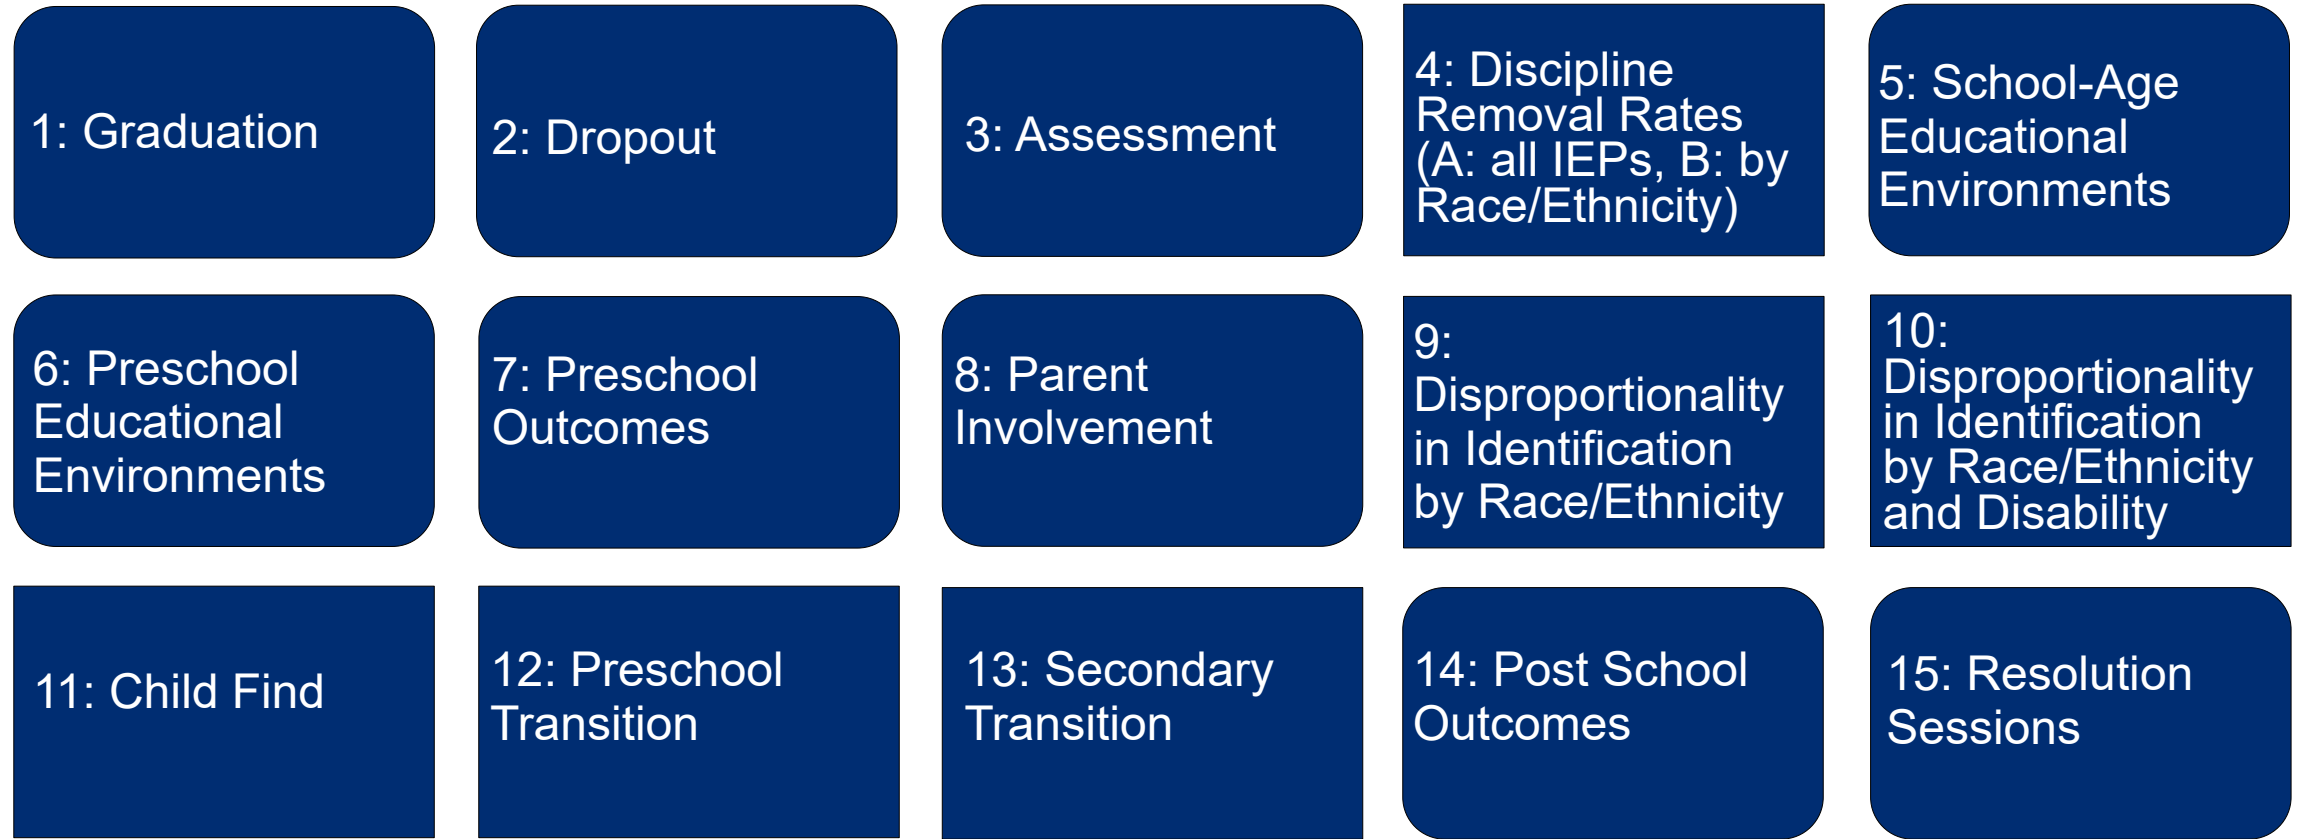 1: Graduation
2: Dropout
3: Assessment
4: Discipline
Removal Rates
(A: all IEPs, B: by
Race/Ethnicity)
5: School-Age
Educational
Environments
6: Preschool
Educational
Environments
7: Preschool
Outcomes
8: Parent
Involvement
9:
Disproportionality
in Identification
by Race/Ethnicity
10:
Disproportionality
in Identification
by Race/Ethnicity
and Disability
11: Child Find
12: Preschool
Transition
13: Secondary
Transition
14: Post School
Outcomes
15: Resolution
Sessions